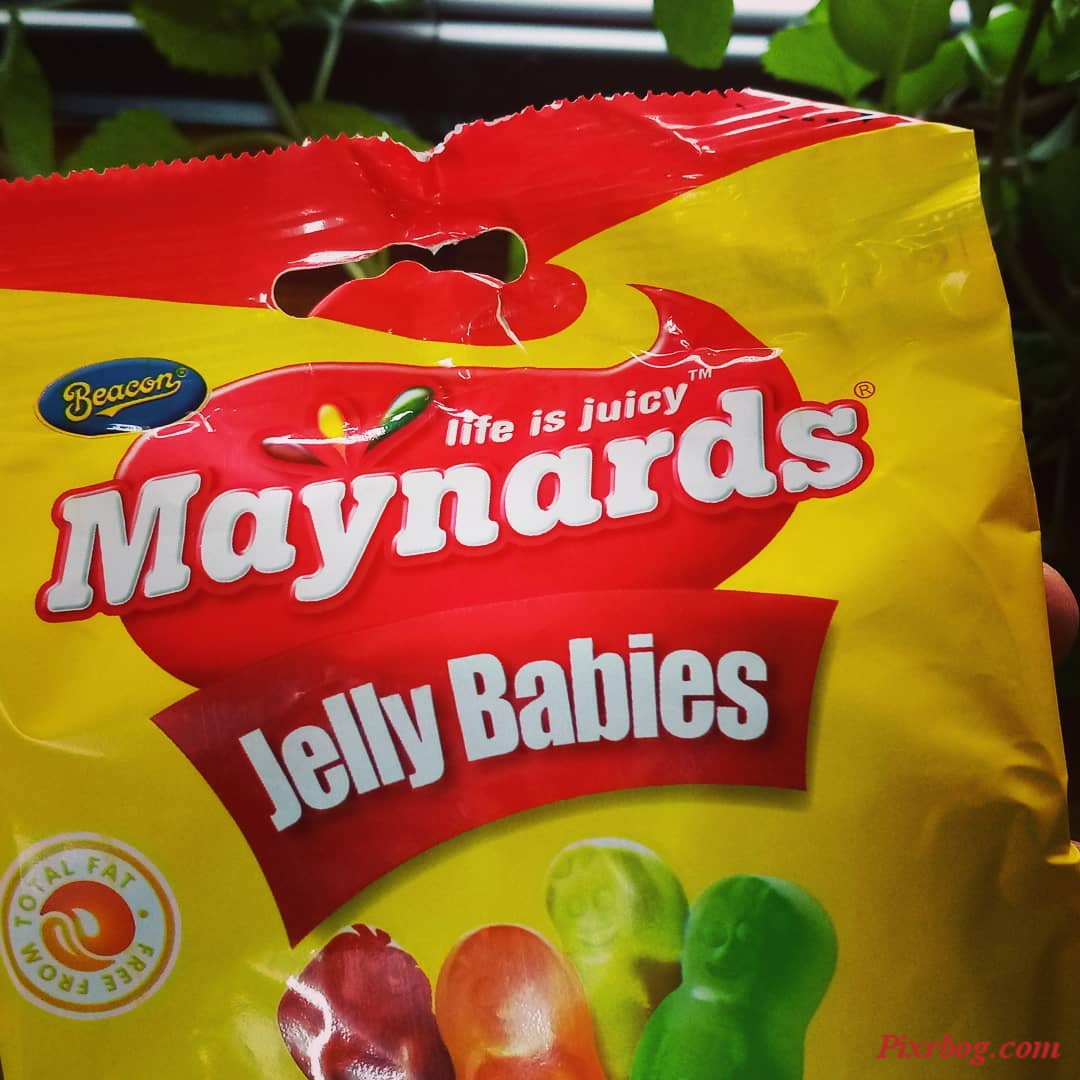 Beacon®
life is juicy™
Maynards®
Jelly Babies
FREE FROM TOTAL FAT
Pixrbog.com